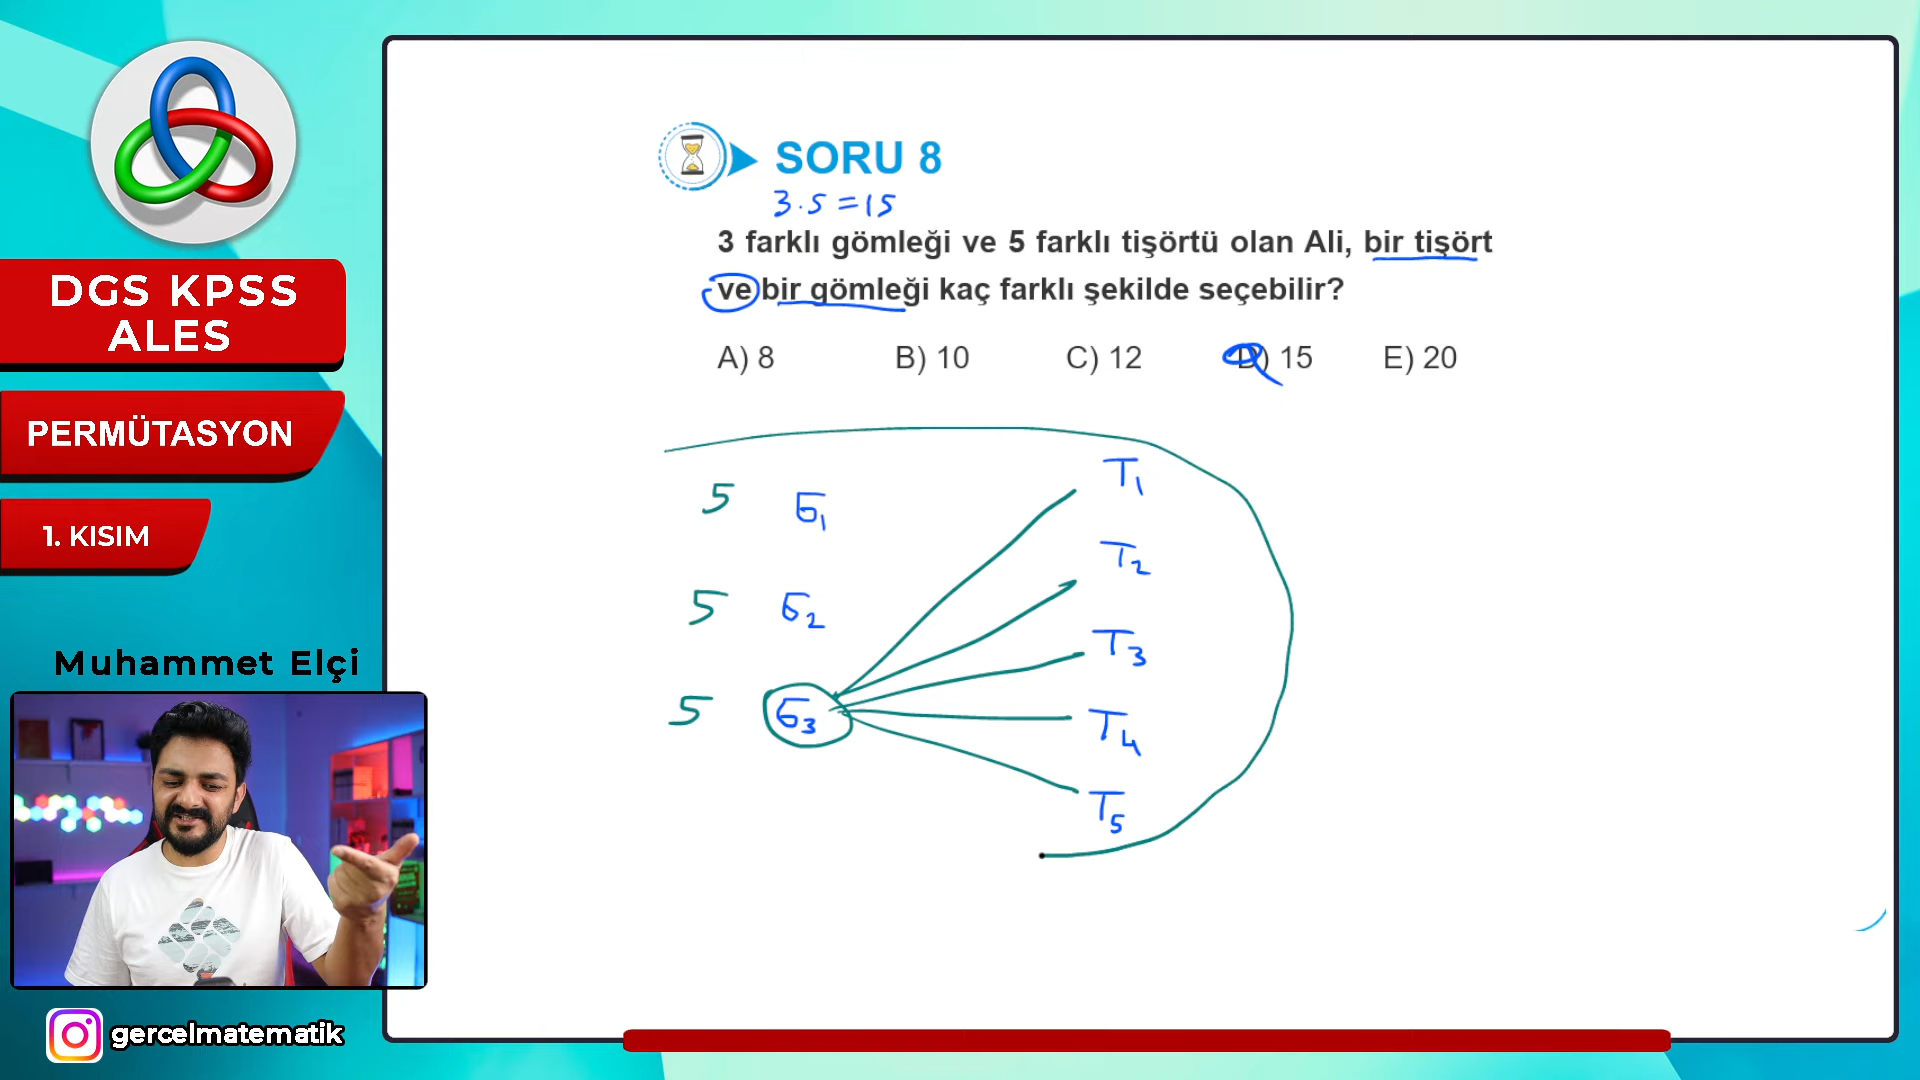 DGS KPSS
ALES
PERMÜTASYON
1. KISIM
Muhammet Elçi
gercelmatematik
SORU 8
3.5=15
3 farklı gömleği ve 5 farklı tişörtü olan Ali, bir tişört
ve bir gömleği kaç farklı şekilde seçebilir?
A) 8 B) 10 C) 12 D) 15 E) 20
5 G1 T1
T2
5 G2
T3
5 G3 T4
T5